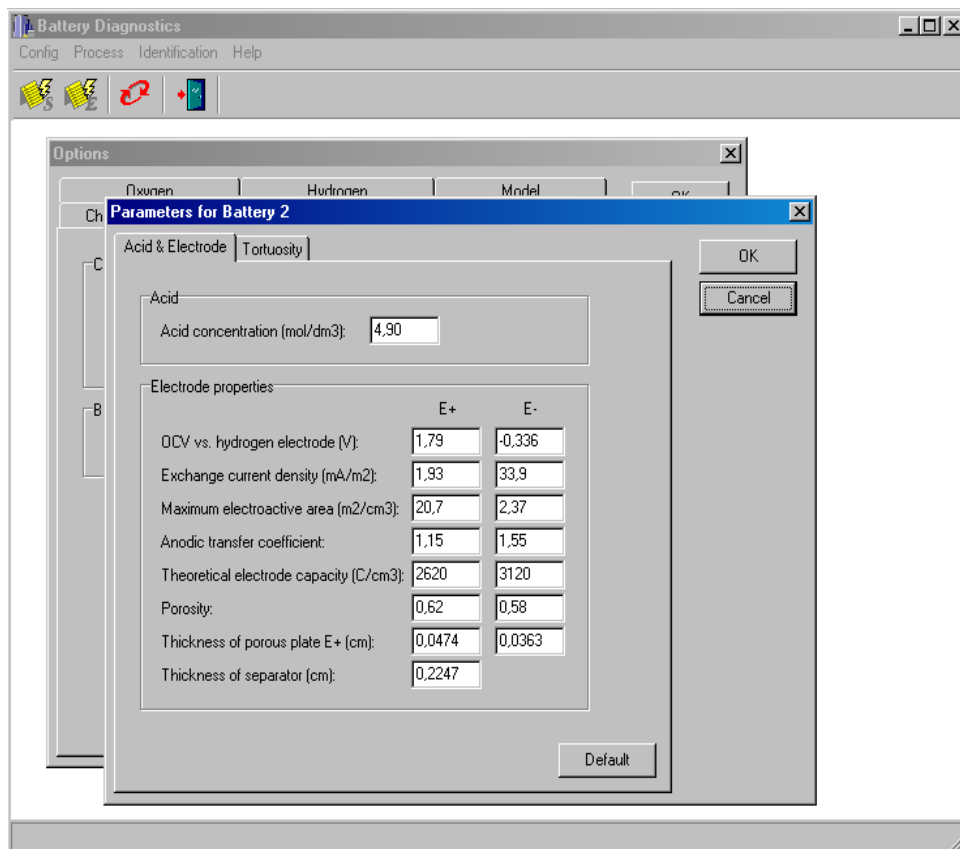 Battery Diagnostics
Config Process Identification Help
S E
Options
Oxygen Hydrogen Model OK
Ch
Parameters for Battery 2
Acid & Electrode Tortuosity
OK
Cancel
C
B
Acid
Acid concentration (mol/dm3): 4,90
Electrode properties
E+ E-
OCV vs. hydrogen electrode (V): 1,79 -0,336
Exchange current density (mA/m2): 1,93 33,9
Maximum electroactive area (m2/cm3): 20,7 2,37
Anodic transfer coefficient: 1,15 1,55
Theoretical electrode capacity (C/cm3): 2620 3120
Porosity: 0,62 0,58
Thickness of porous plate E+ (cm): 0,0474 0,0363
Thickness of separator (cm): 0,2247
Default